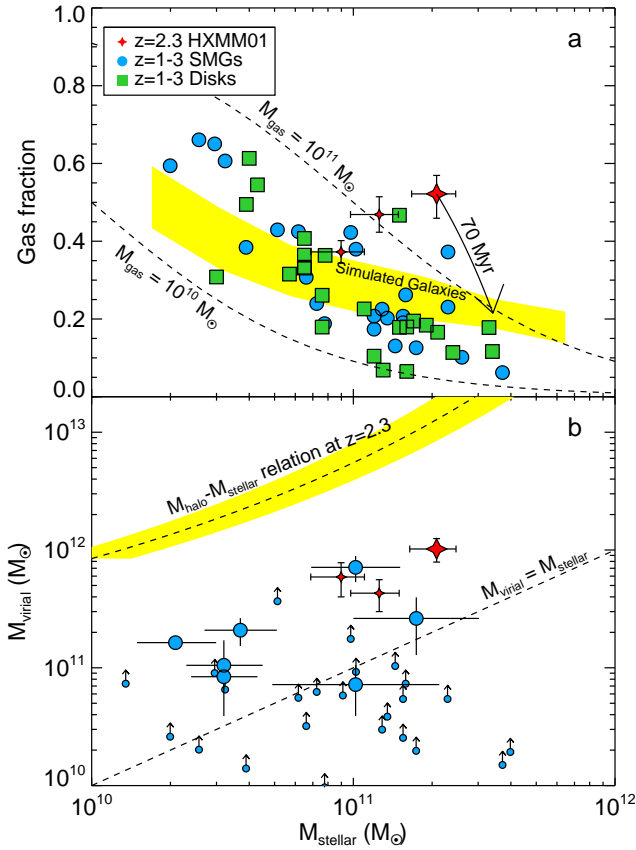 a
z=2.3 HXMM01
z=1-3 SMGs
z=1-3 Disks
1.0
0.8
0.6
0.4
0.2
0.0
Gas fraction
M_gas = 10^11 M_☉
M_gas = 10^10 M_☉
Simulated Galaxies
70 Myr
b
10^13
10^12
10^11
10^10
M_virial (M_☉)
M_halo-M_stellar relation at z=2.3
M_virial = M_stellar
10^10
10^11
10^12
M_stellar (M_☉)